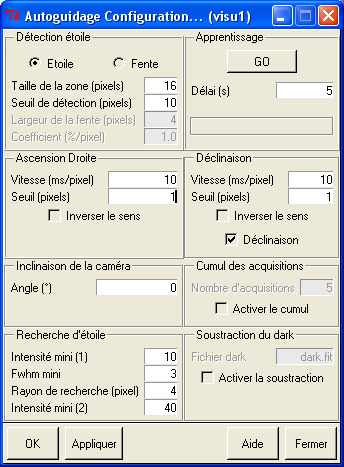 Autoguidage Configuration... (visu1)
Détection étoile
Etoile
Fente
Taille de la zone (pixels)
16
Seuil de détection (pixels)
10
Largeur de la fente (pixels)
4
Coefficient (%/pixel)
1.0
Apprentissage
GO
Délai (s)
5
Ascension Droite
Vitesse (ms/pixel)
10
Seuil (pixels)
1
Inverser le sens
Déclinaison
Vitesse (ms/pixel)
10
Seuil (pixels)
1
Inverser le sens
Déclinaison
Inclinaison de la caméra
Angle (°)
0
Cumul des acquisitions
Nombre d'acquisitions
5
Activer le cumul
Recherche d'étoile
Intensité mini (1)
10
Fwhm mini
3
Rayon de recherche (pixel)
4
Intensité mini (2)
40
Soustraction du dark
Fichier dark
dark.fit
Activer la soustraction
OK
Appliquer
Aide
Fermer